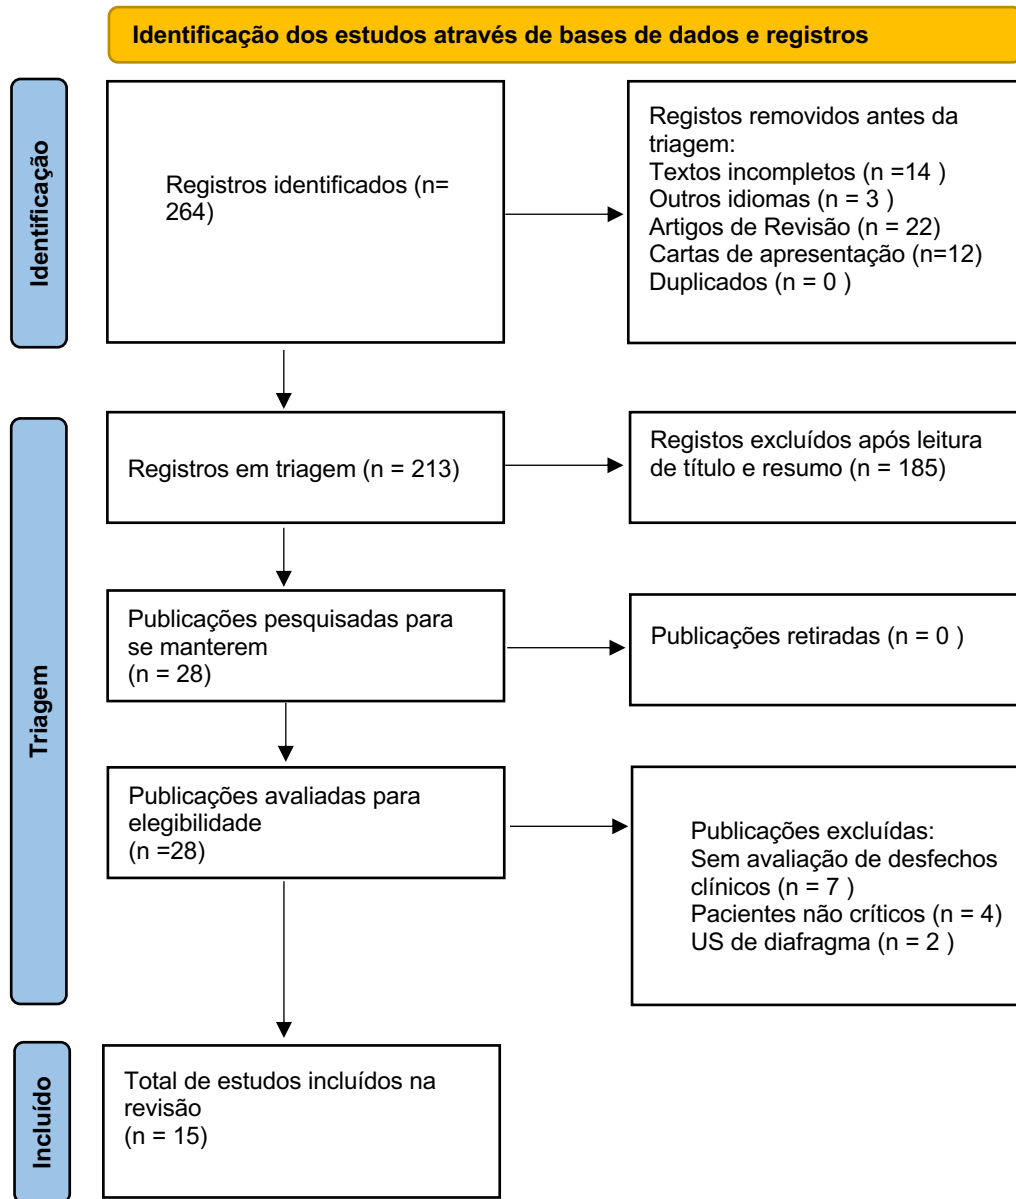 Identificação dos estudos através de bases de dados e registros
Identificação
Registros identificados (n=
264)
Registos removidos antes da
triagem:
Textos incompletos (n =14 )
Outros idiomas (n = 3 )
Artigos de Revisão (n = 22)
Cartas de apresentação (n=12)
Duplicados (n = 0 )
Triagem
Registros em triagem (n = 213)
Registos excluídos após leitura
de título e resumo (n = 185)
Publicações pesquisadas para
se manterem
(n = 28)
Publicações retiradas (n = 0 )
Publicações avaliadas para
elegibilidade
(n =28)
Publicações excluídas:
Sem avaliação de desfechos
clínicos (n = 7 )
Pacientes não críticos (n = 4)
US de diafragma (n = 2 )
Incluído
Total de estudos incluídos na
revisão
(n = 15)